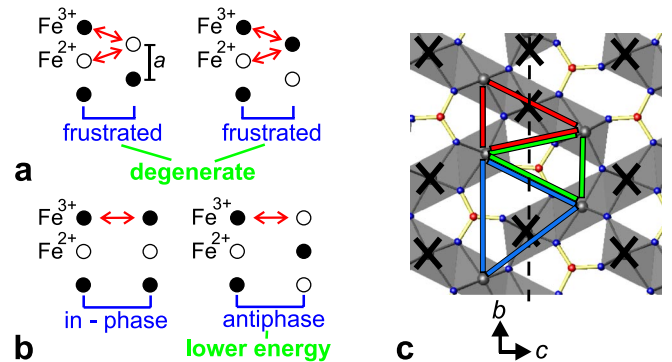 Fe3+
Fe2+
a
Fe3+
Fe2+
frustrated
frustrated
degenerate
a
Fe3+
Fe2+
Fe3+
Fe2+
in - phase
antiphase
lower energy
b
c
b
c